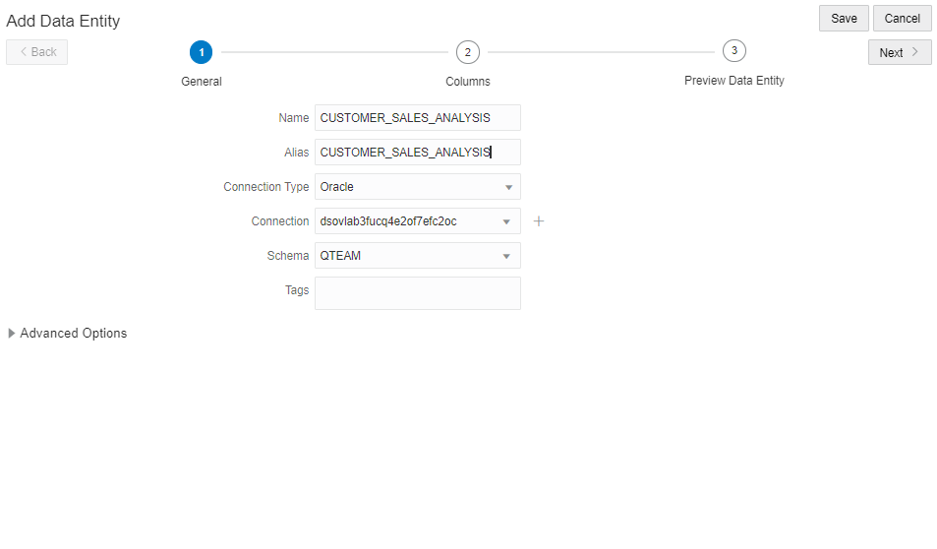 Add Data Entity
Save
Cancel
Back
1
2
3
Next
General
Columns
Preview Data Entity
Name CUSTOMER_SALES_ANALYSIS
Alias CUSTOMER_SALES_ANALYSIS
Connection Type Oracle
Connection dsovlab3fucq4e2of7efc2oc
Schema QTEAM
Tags
Advanced Options